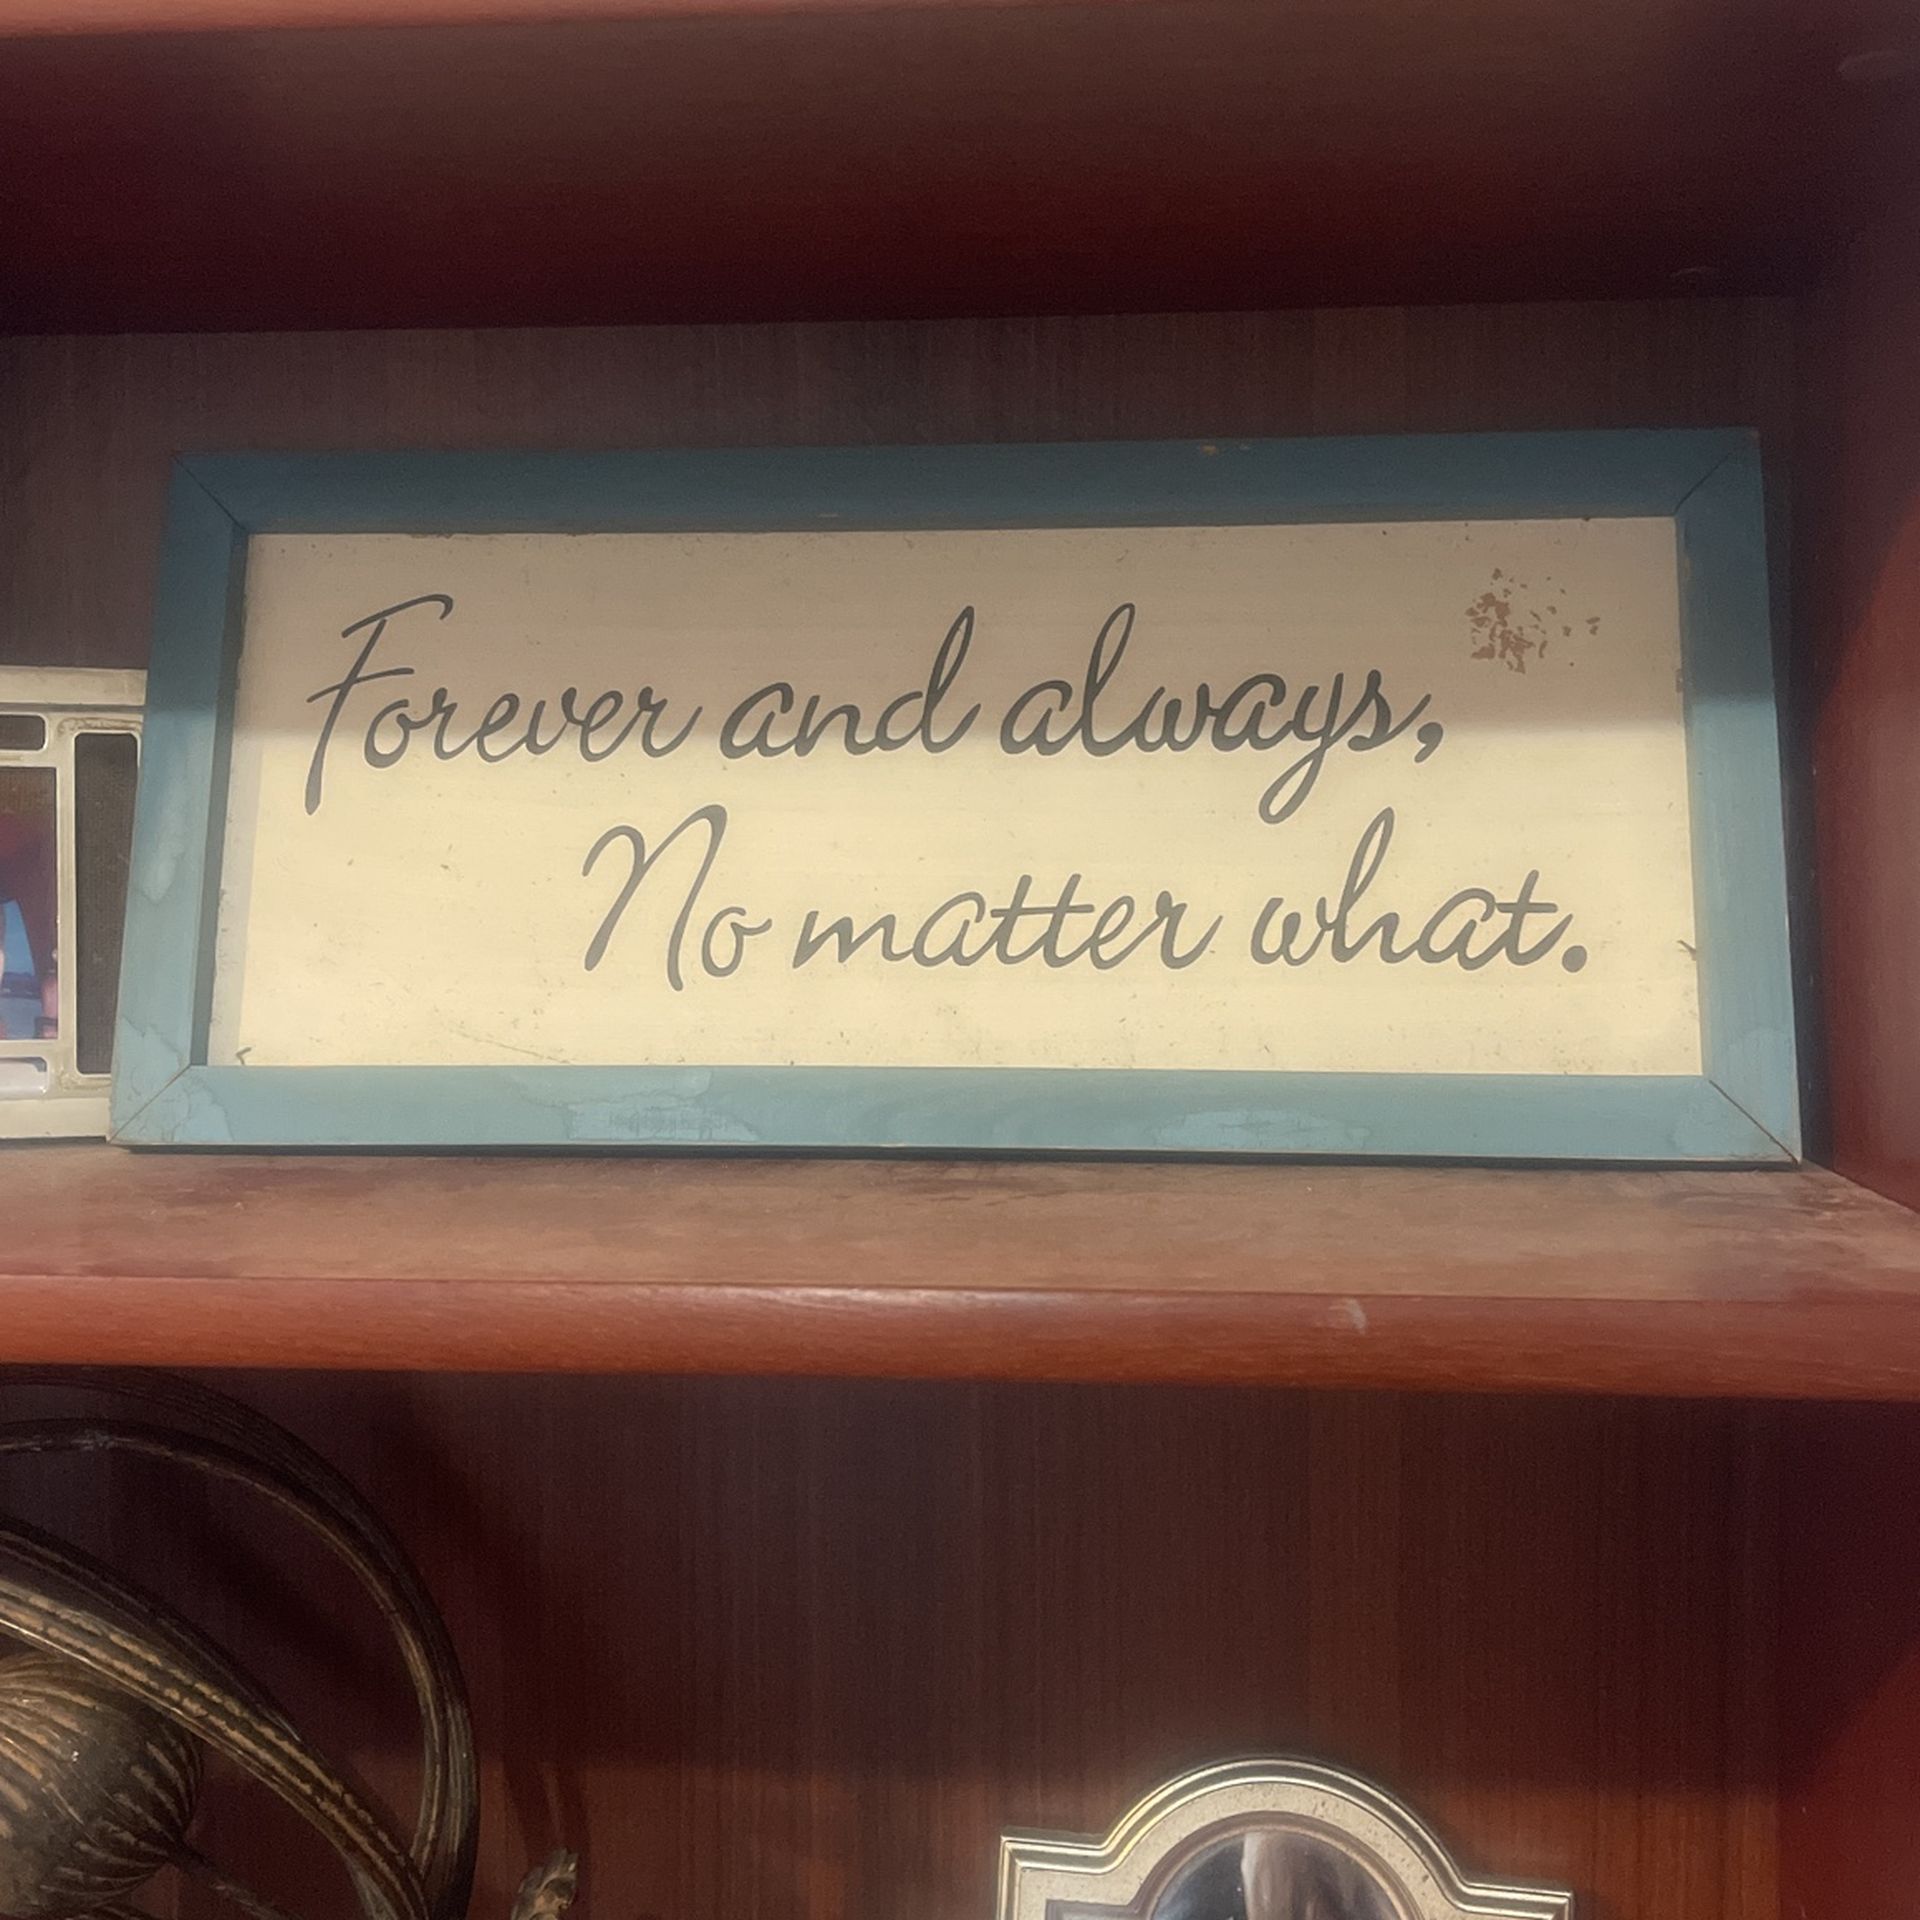 Forever and always,
No matter what.